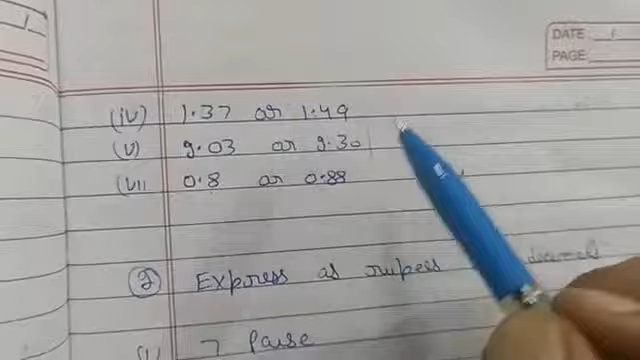 DATE: /
PAGE:
(iv) 1.37 or 1.49
(v) 9.03 or 9.30
(vi) 0.8 or 0.88
② Express as rupees decimals
(i) 7 Paise